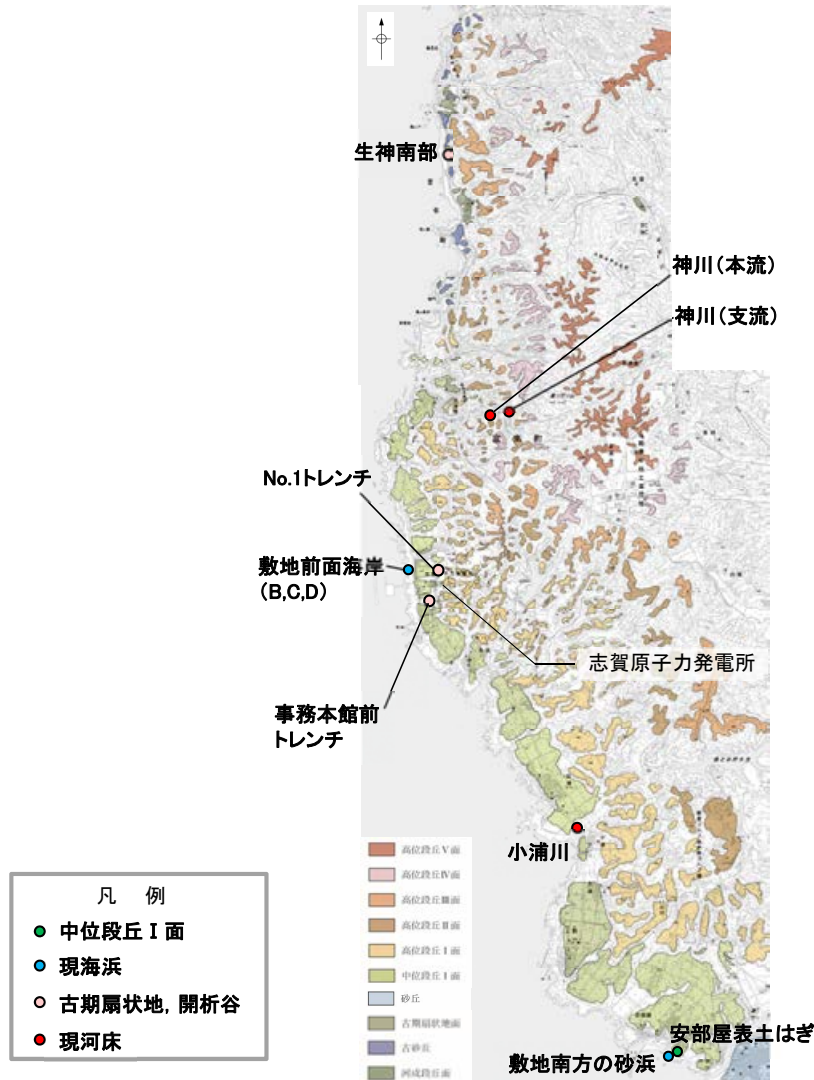 生神南部
神川(本流)
神川(支流)
No.1トレンチ
敷地前面海岸
(B,C,D)
志賀原子力発電所
事務本館前
トレンチ
小浦川
高位段丘Ⅴ面
高位段丘Ⅳ面
高位段丘Ⅲ面
高位段丘Ⅱ面
高位段丘Ⅰ面
中位段丘Ⅰ面
砂丘
古期扇状地面
古砂丘
河成段丘面
凡 例
中位段丘Ⅰ面
現海浜
古期扇状地,開析谷
現河床
安部屋表土はぎ
敷地南方の砂浜